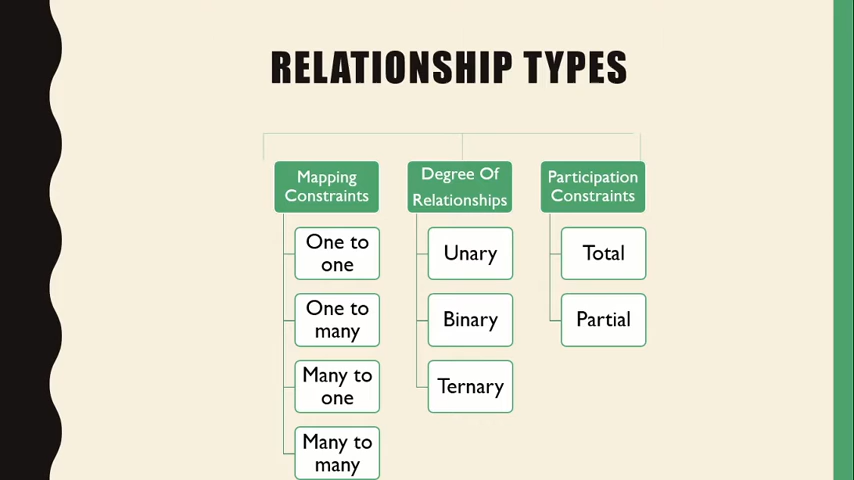 RELATIONSHIP TYPES
Mapping
Constraints
One to
one
One to
many
Many to
one
Many to
many
Degree Of
Relationships
Unary
Binary
Ternary
Participation
Constraints
Total
Partial